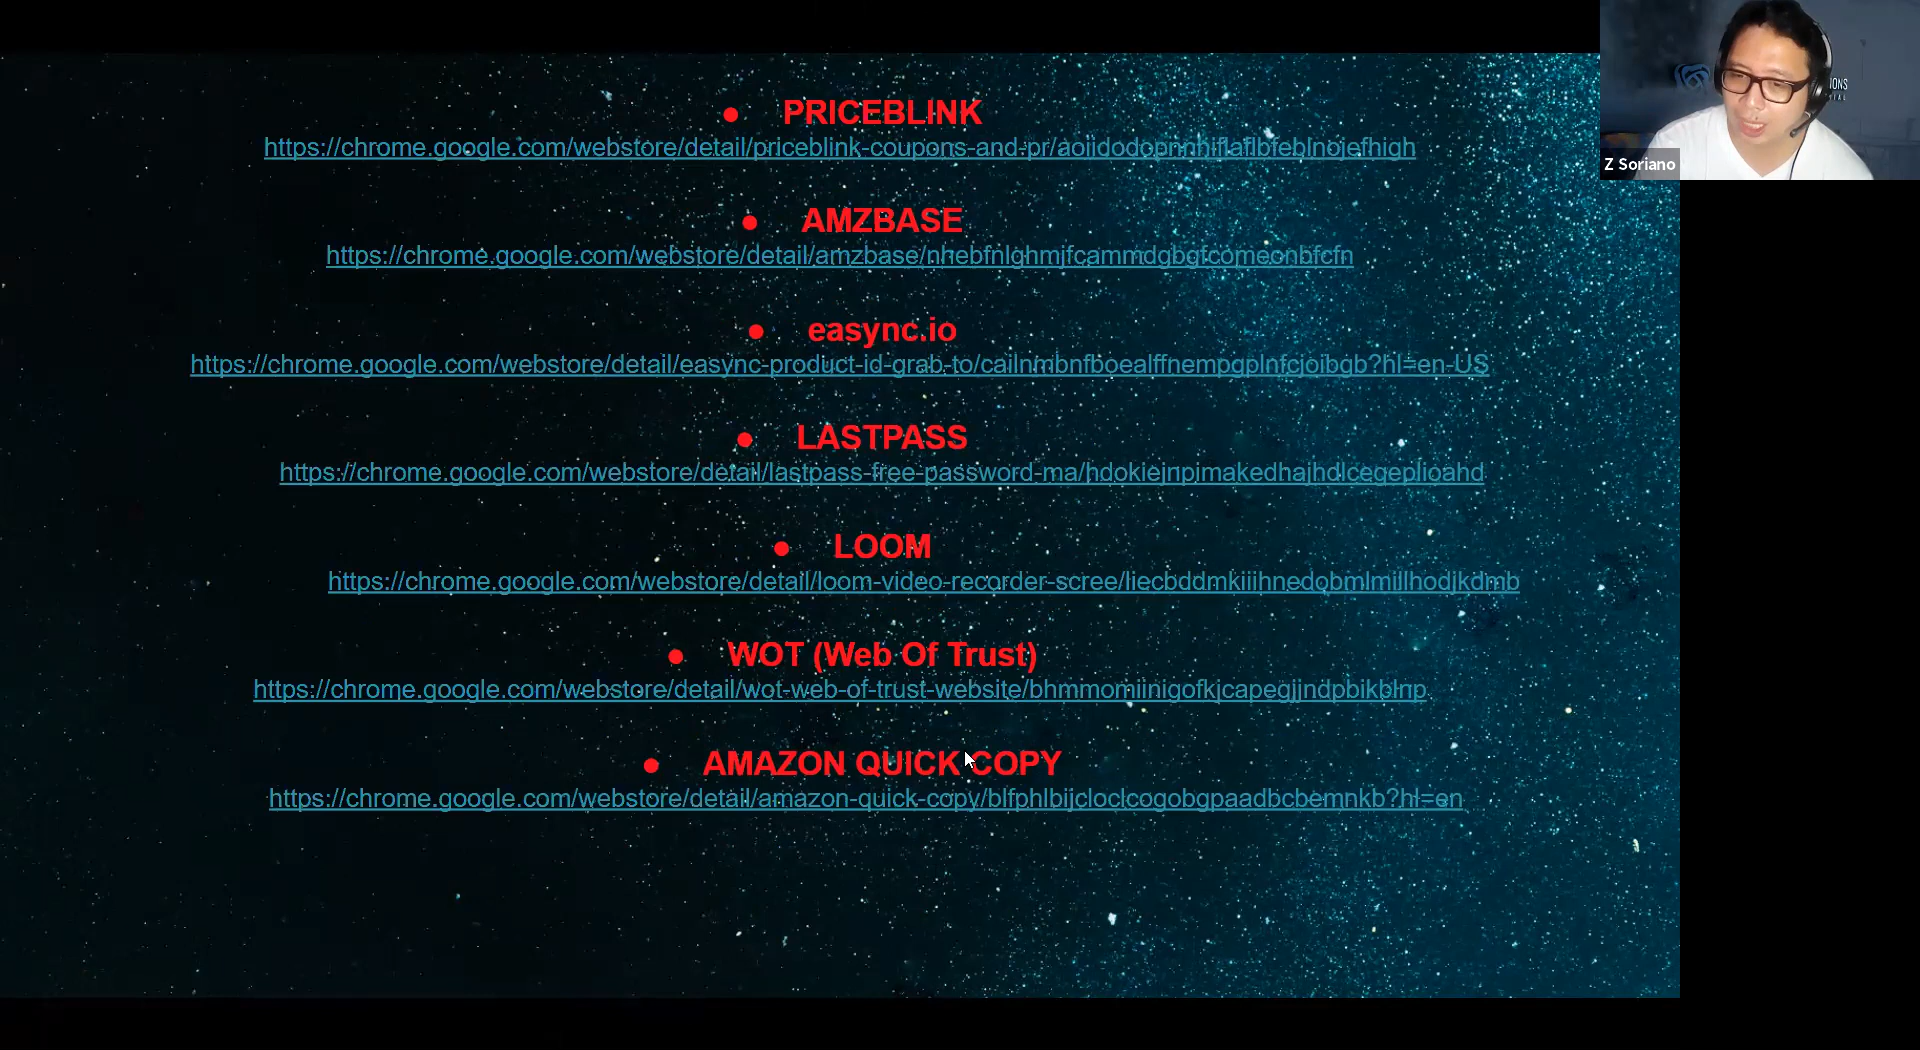 PRICEBLINK
https://chrome.google.com/webstore/detail/priceblink-coupons-and-pr/aoiidodopnnhiflaflbfeblnojefhigh
AMZBASE
https://chrome.google.com/webstore/detail/amzbase/nhebfnlghmjfcammdgbgfcomeonbfcfn
easync.io
https://chrome.google.com/webstore/detail/easync-product-id-grab-to/cailnmbnfboealffnempgplnfcjoibgb?hl=en-US
LASTPASS
https://chrome.google.com/webstore/detail/lastpass-free-password-ma/hdokiejnpimakedhajhdlcegeplioahd
LOOM
https://chrome.google.com/webstore/detail/loom-video-recorder-scree/liecbddmkiiihnedobmlmillhodjkdmb
WOT (Web Of Trust)
https://chrome.google.com/webstore/detail/wot-web-of-trust-website/bhmmomiinigofkjcapegjjndpbikblnp
AMAZON QUICK COPY
https://chrome.google.com/webstore/detail/amazon-quick-copy/blfphlbijcloclcogobgpaadbcbemnkb?hl=en
Z Soriano